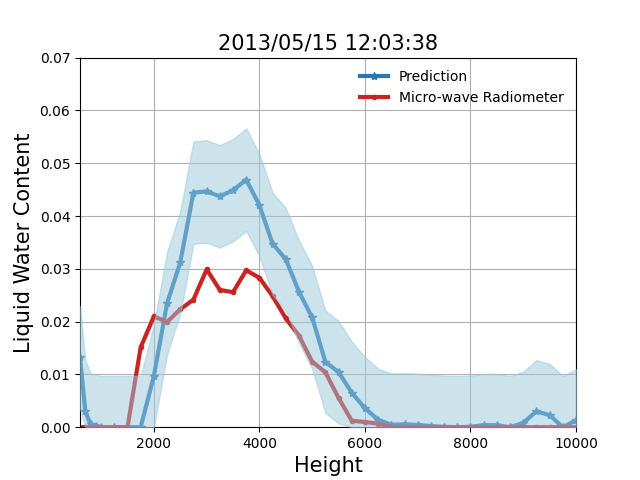 2013/05/15 12:03:38
0.07
0.06
0.05
0.04
0.03
0.02
0.01
0.00
Liquid Water Content
Prediction
Micro-wave Radiometer
2000 4000 6000 8000 10000
Height